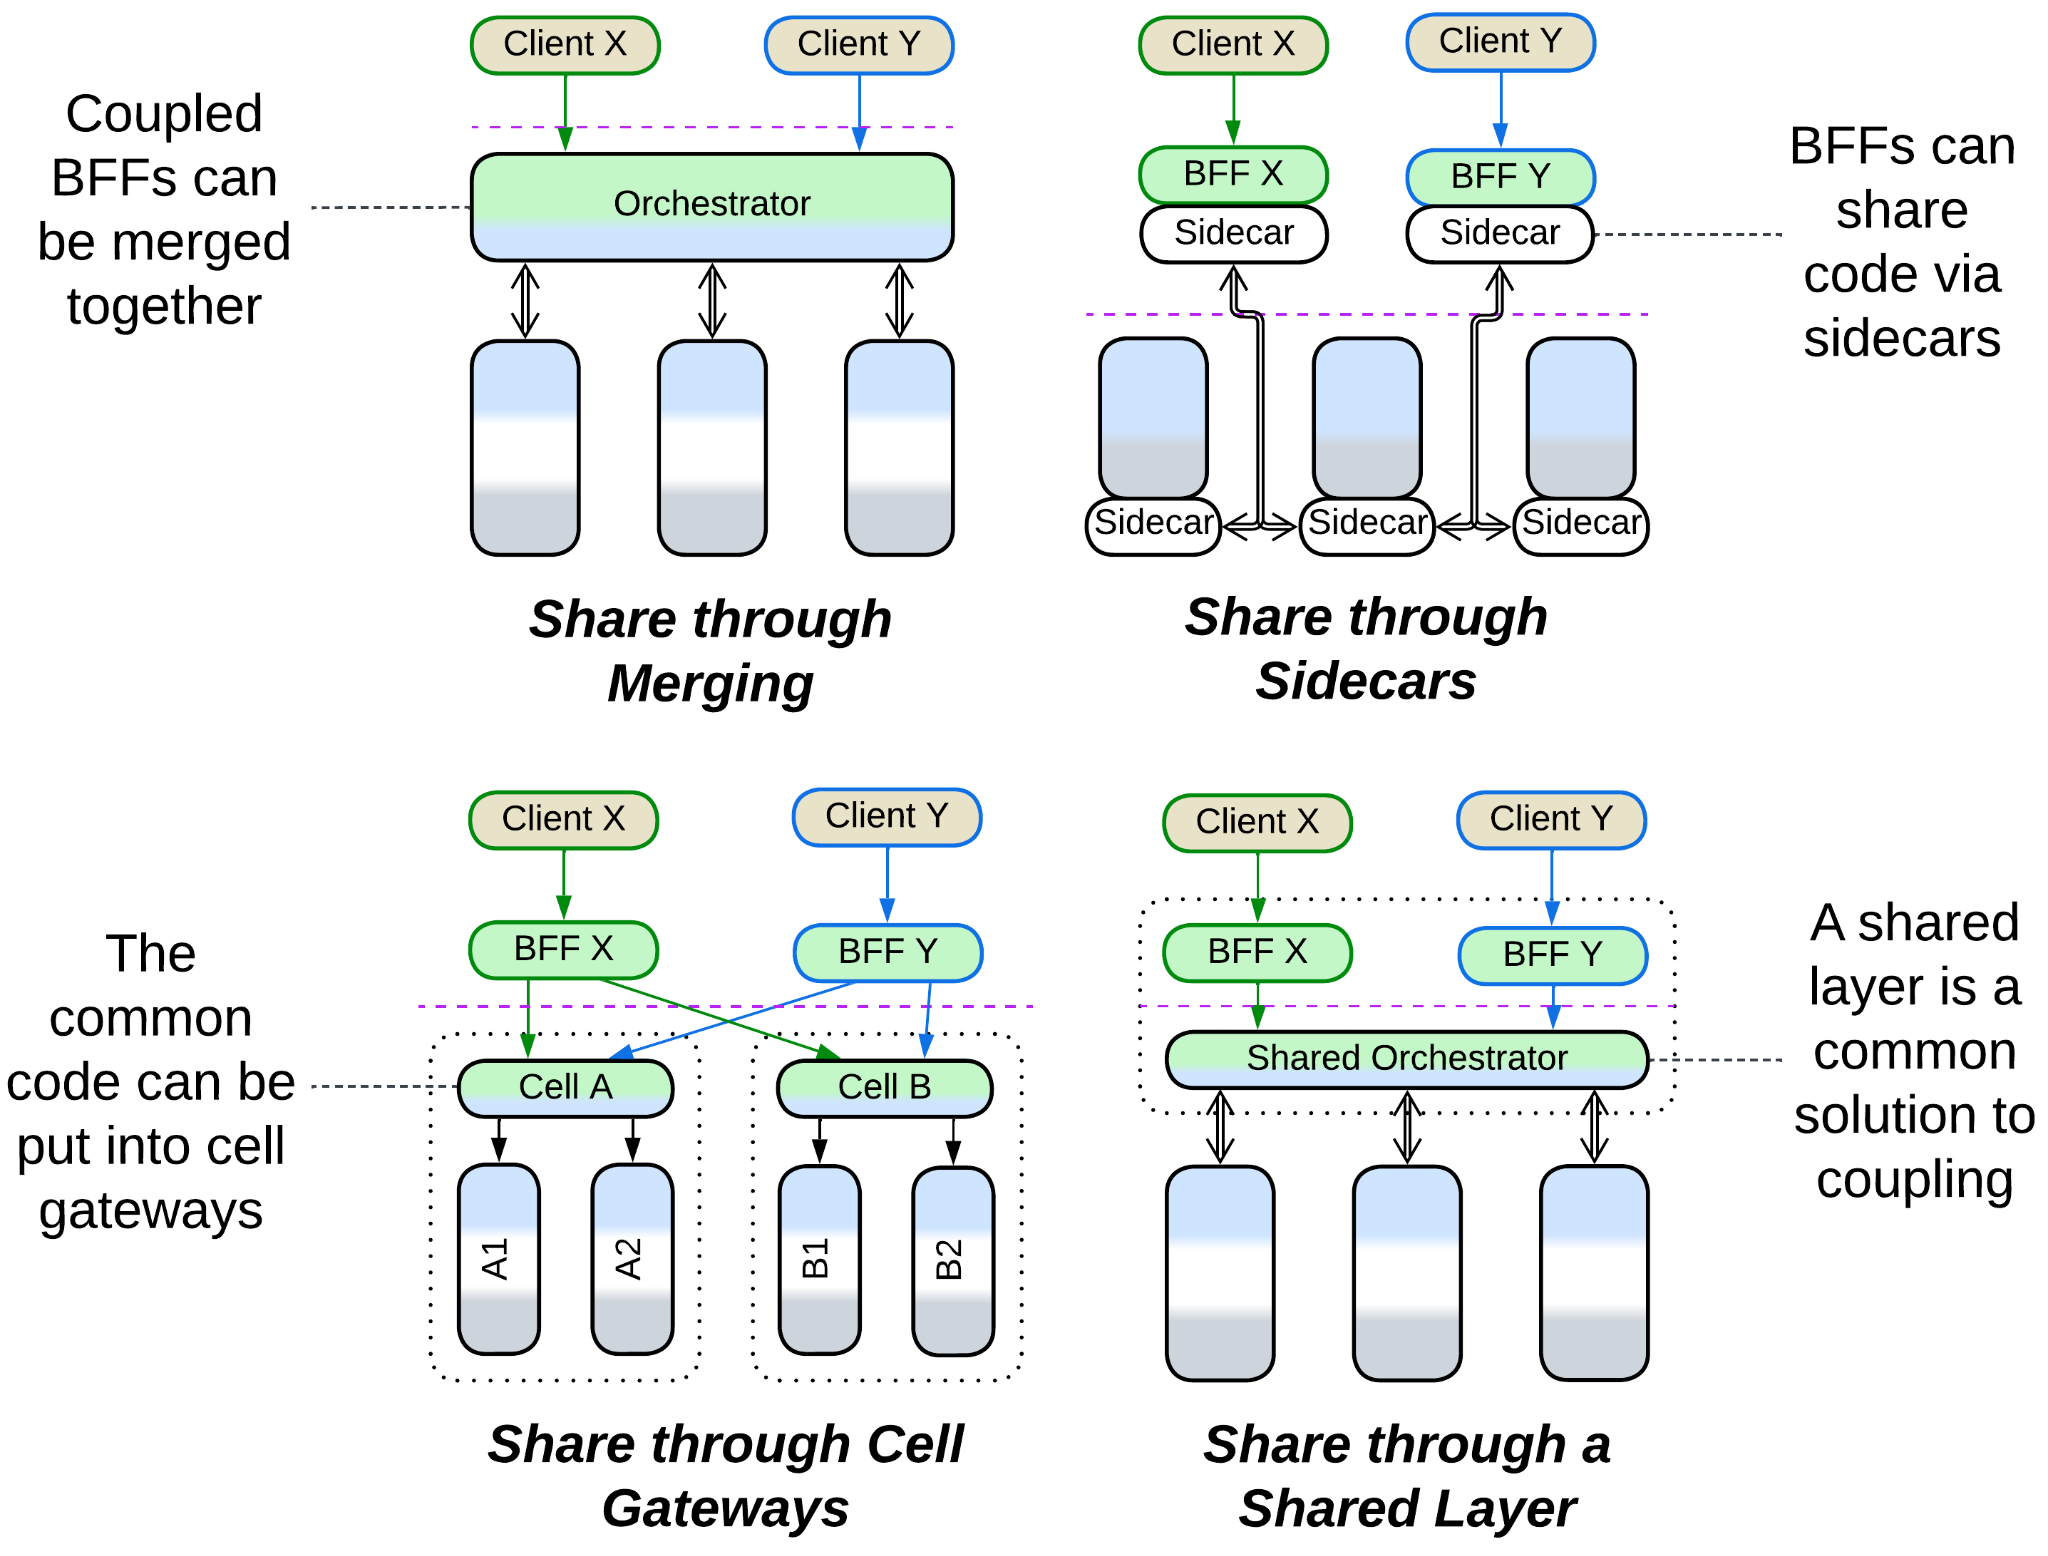 Client X
Client Y
Coupled
BFFs can
be merged
together
Orchestrator
Share through
Merging
Client X
Client Y
BFF X
BFF Y
Sidecar
Sidecar
BFFs can
share
code via
sidecars
Sidecar
Sidecar
Sidecar
Share through
Sidecars
Client X
Client Y
BFF X
BFF Y
The
common
code can be
put into cell
gateways
Cell A
Cell B
A1
A2
B1
B2
Share through Cell
Gateways
Client X
Client Y
BFF X
BFF Y
Shared Orchestrator
A shared
layer is a
common
solution to
coupling
Share through a
Shared Layer